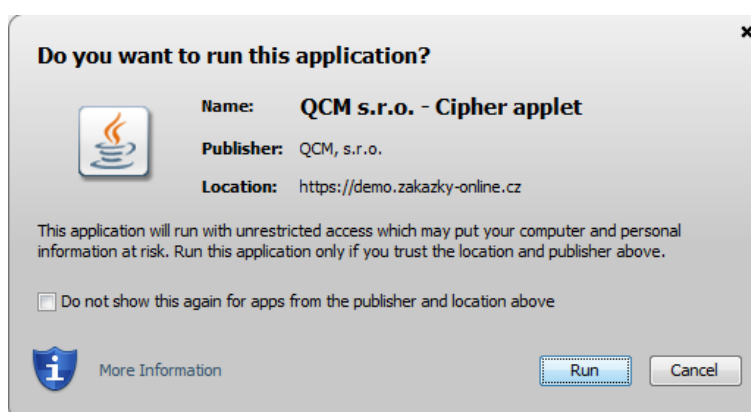 Do you want to run this application?
Name: QCM s.r.o. - Cipher applet
Publisher: QCM, s.r.o.
Location: https://demo.zakazky-online.cz
This application will run with unrestricted access which may put your computer and personal
information at risk. Run this application only if you trust the location and publisher above.
Do not show this again for apps from the publisher and location above
More Information Run Cancel